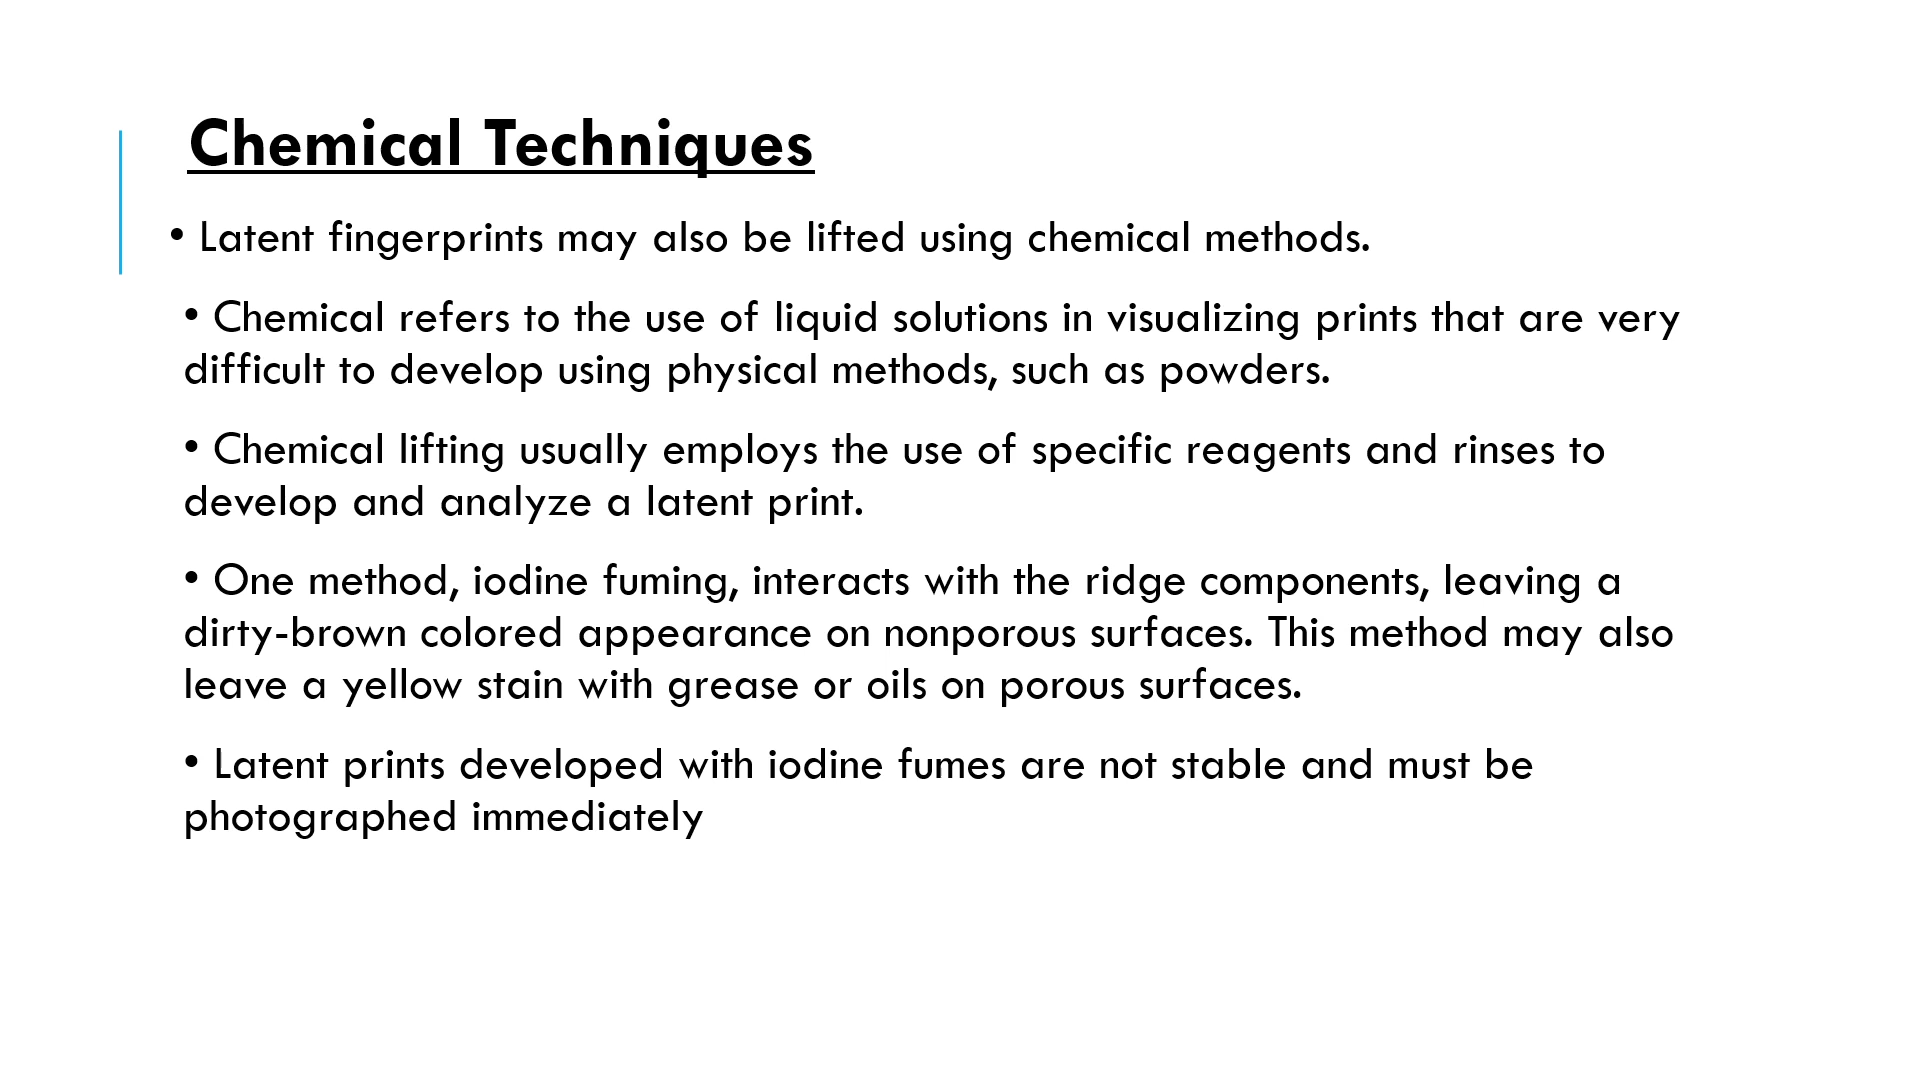 Chemical Techniques
• Latent fingerprints may also be lifted using chemical methods.
• Chemical refers to the use of liquid solutions in visualizing prints that are very
difficult to develop using physical methods, such as powders.
• Chemical lifting usually employs the use of specific reagents and rinses to
develop and analyze a latent print.
• One method, iodine fuming, interacts with the ridge components, leaving a
dirty-brown colored appearance on nonporous surfaces. This method may also
leave a yellow stain with grease or oils on porous surfaces.
• Latent prints developed with iodine fumes are not stable and must be
photographed immediately